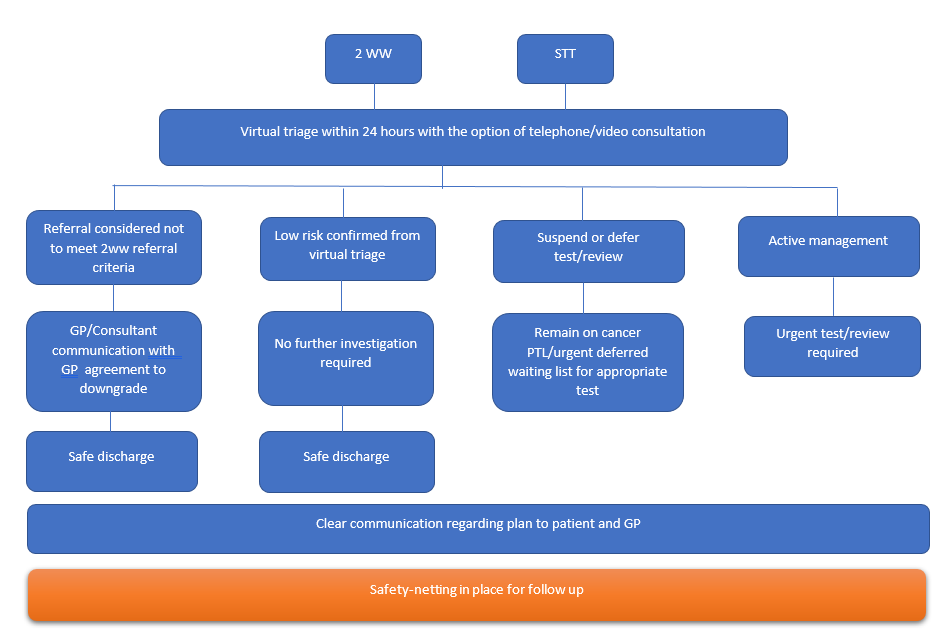 2 WW
STT
Virtual triage within 24 hours with the option of telephone/video consultation
Referral considered not
to meet 2ww referral
criteria
Low risk confirmed from
virtual triage
Suspend or defer
test/review
Active management
GP/Consultant
communication with
GP agreement to
downgrade
No further investigation
required
Remain on cancer
PTL/urgent deferred
waiting list for appropriate
test
Urgent test/review
required
Safe discharge
Safe discharge
Clear communication regarding plan to patient and GP
Safety-netting in place for follow up